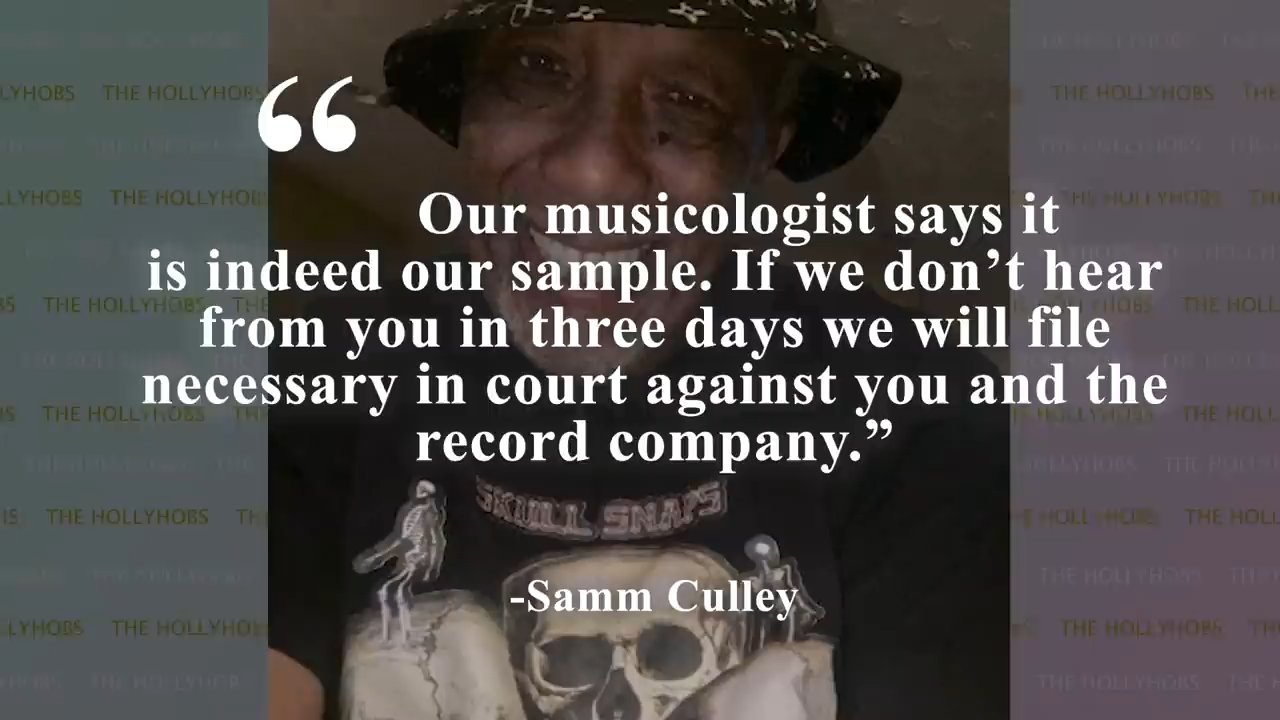 THE HOLLYHOBS
“
Our musicologist says it
is indeed our sample. If we don’t hear
from you in three days we will file
necessary in court against you and the
record company.”
SKULL SNAPS
-Samm Culley